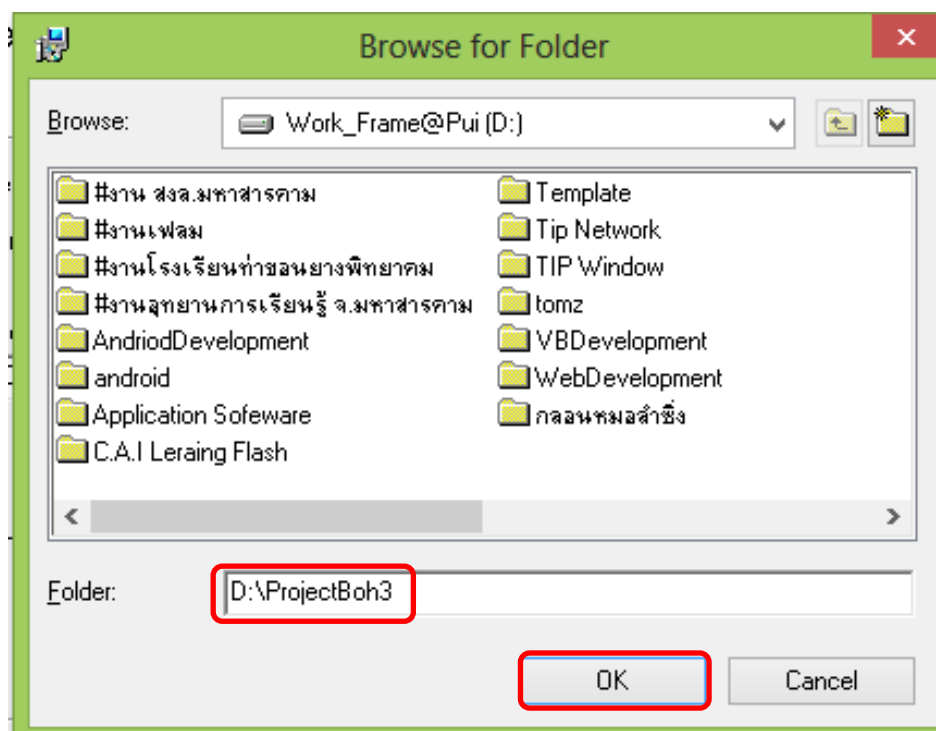 Browse for Folder
Browse:
Work_Frame@Pui (D:)
#งาน สงล.มหาสารคาม
#งานเฟลม
#งานโรงเรียนท่าขอนยางพิทยาคม
#งานอุทยานการเรียนรู้ จ.มหาสารคาม
AndriodDevelopment
android
Application Sofeware
C.A.I Leraing Flash
Template
Tip Network
TIP Window
tomz
VBDevelopment
WebDevelopment
กลอนหมอลำซิ่ง
Folder:
D:\ProjectBoh3
OK
Cancel